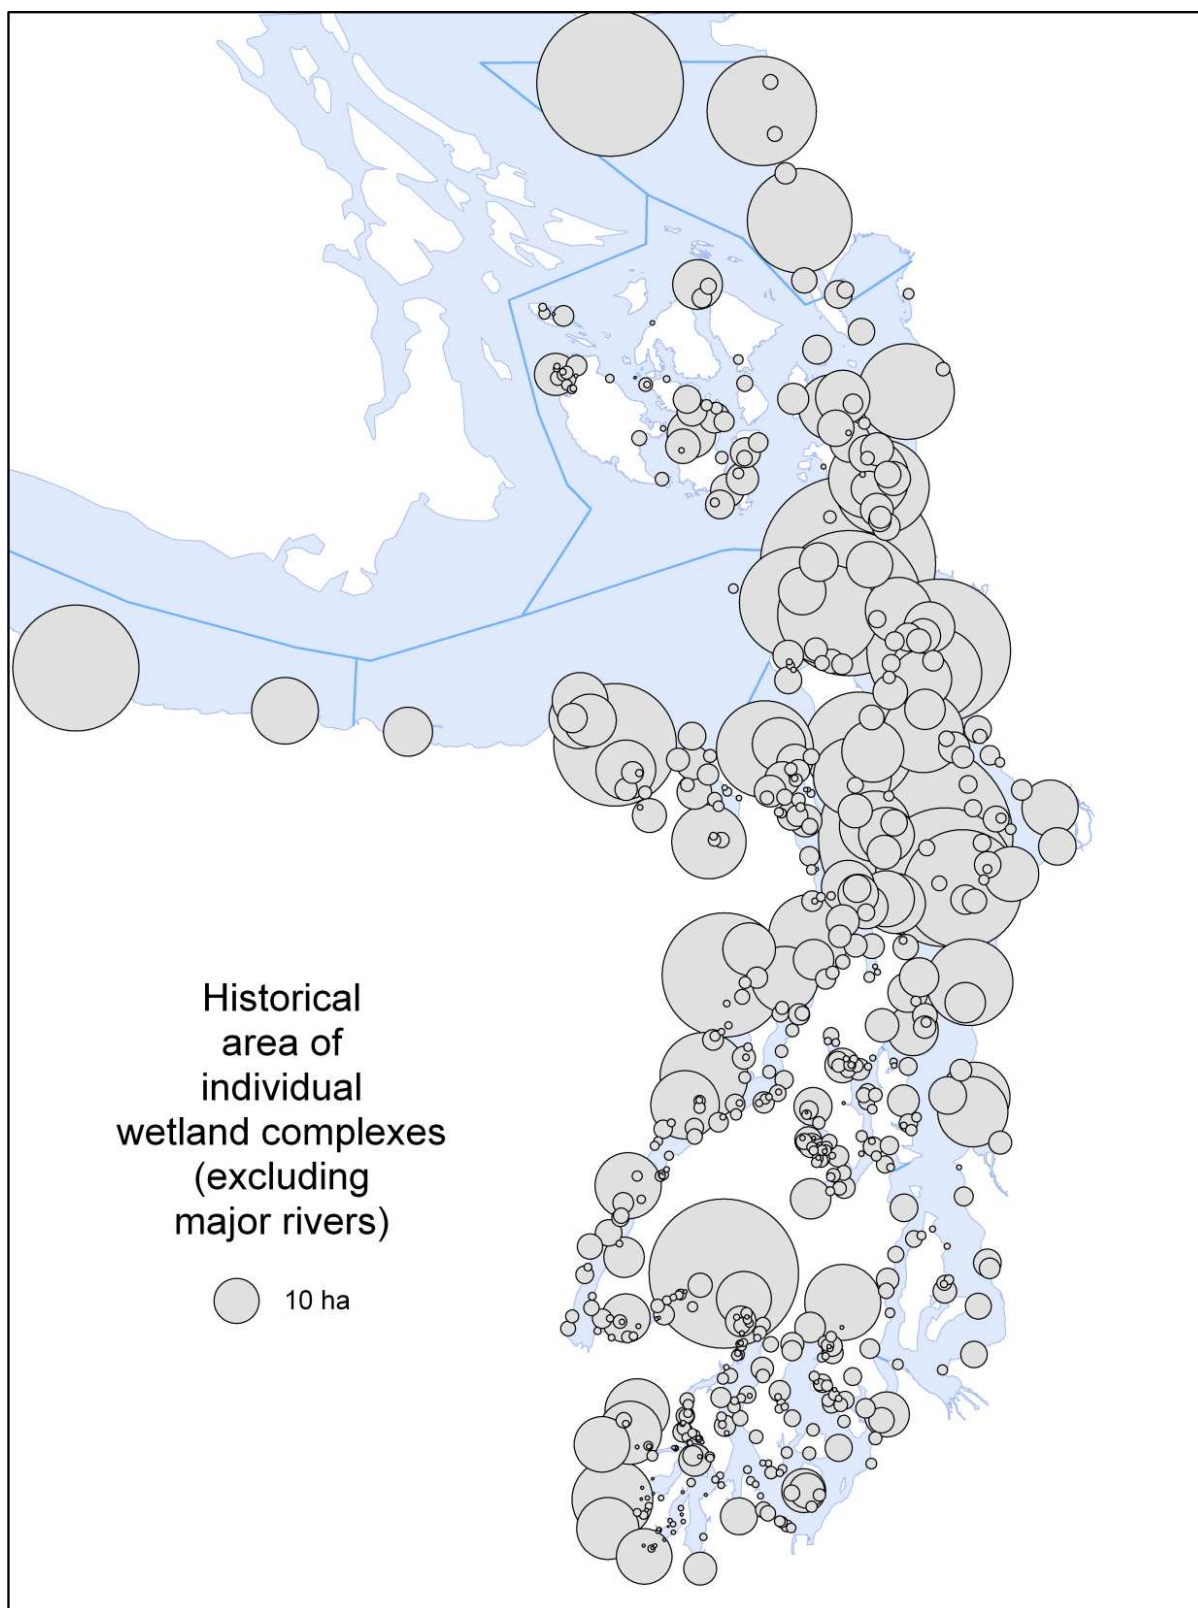 Historical
area of
individual
wetland complexes
(excluding
major rivers)
10 ha